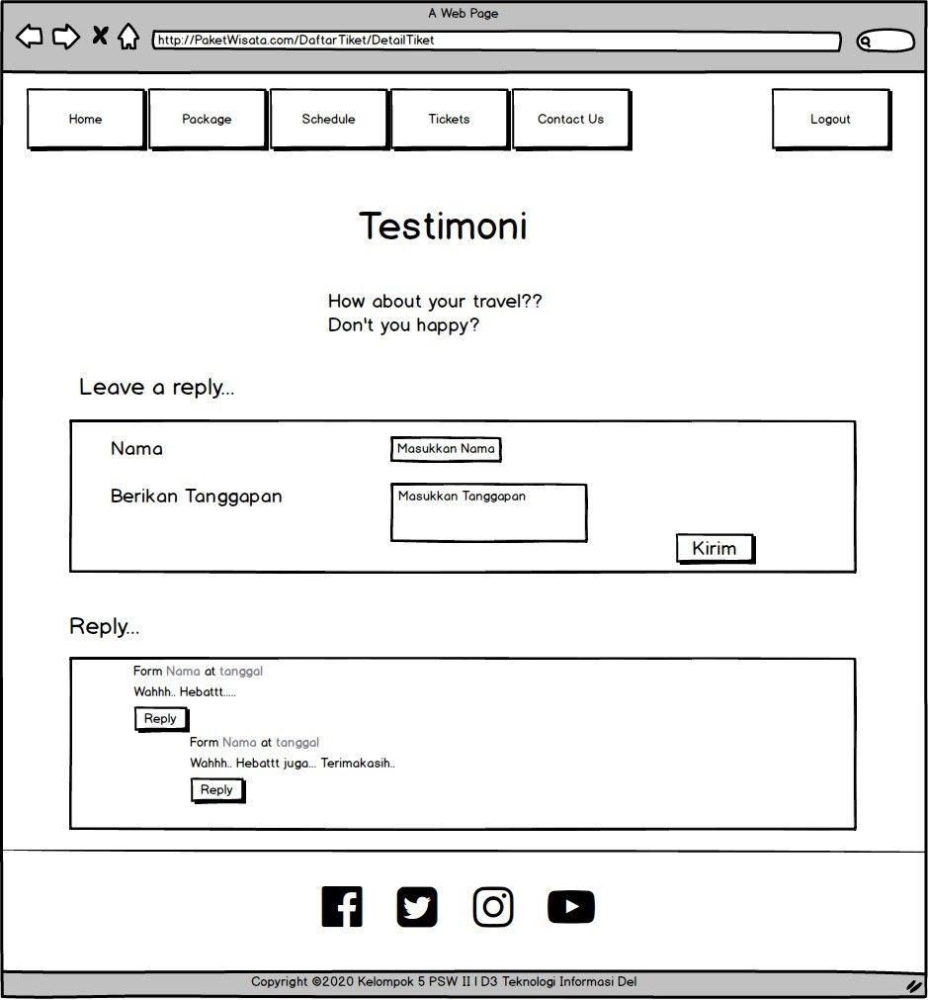 A Web Page
http://PaketWisata.com/DaftarTiket/DetailTiket
Home Package Schedule Tickets Contact Us Logout
Testimoni
How about your travel??
Don't you happy?
Leave a reply...
Nama Masukkan Nama
Berikan Tanggapan Masukkan Tanggapan
Kirim
Reply...
Form Nama at tanggal
Wahhh.. Hebattt.....
Reply
Form Nama at tanggal
Wahhh.. Hebattt juga... Terimakasih..
Reply
Copyright ©2020 Kelompok 5 PSW II | D3 Teknologi Informasi Del